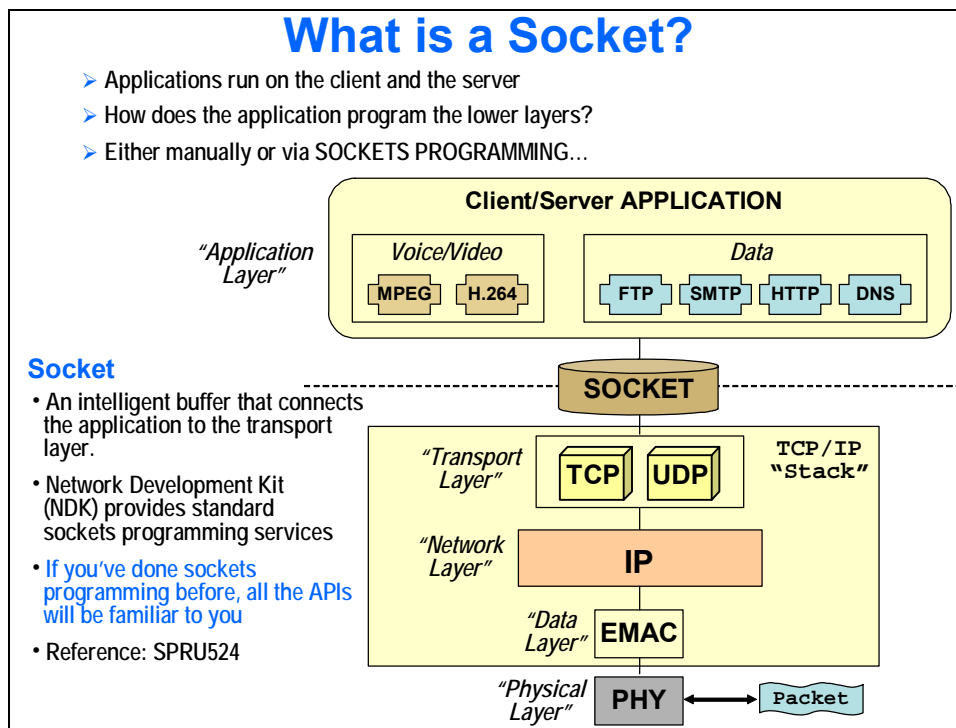 What is a Socket?
➢ Applications run on the client and the server
➢ How does the application program the lower layers?
➢ Either manually or via SOCKETS PROGRAMMING…
Client/Server APPLICATION
“Application
Layer”
Voice/Video
MPEG
H.264
Data
FTP
SMTP
HTTP
DNS
SOCKET
Socket
• An intelligent buffer that connects
the application to the transport
layer.
• Network Development Kit
(NDK) provides standard
sockets programming services
• If you’ve done sockets
programming before, all the APIs
will be familiar to you
• Reference: SPRU524
TCP/IP
“Stack”
“Transport
Layer”
TCP
UDP
“Network
Layer”
IP
“Data
Layer”
EMAC
“Physical
Layer”
PHY
Packet